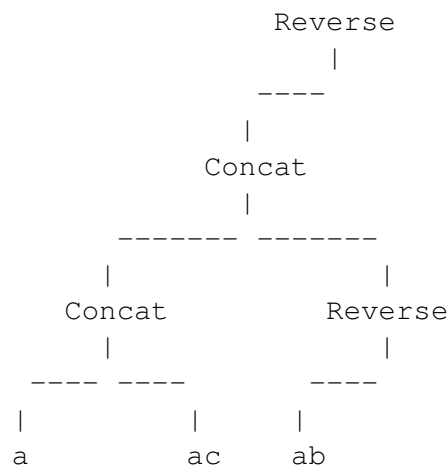 Reverse
|
----
|
Concat
|
------- -------
| |
Concat Reverse
| |
---- ---- ----
| | |
a ac ab